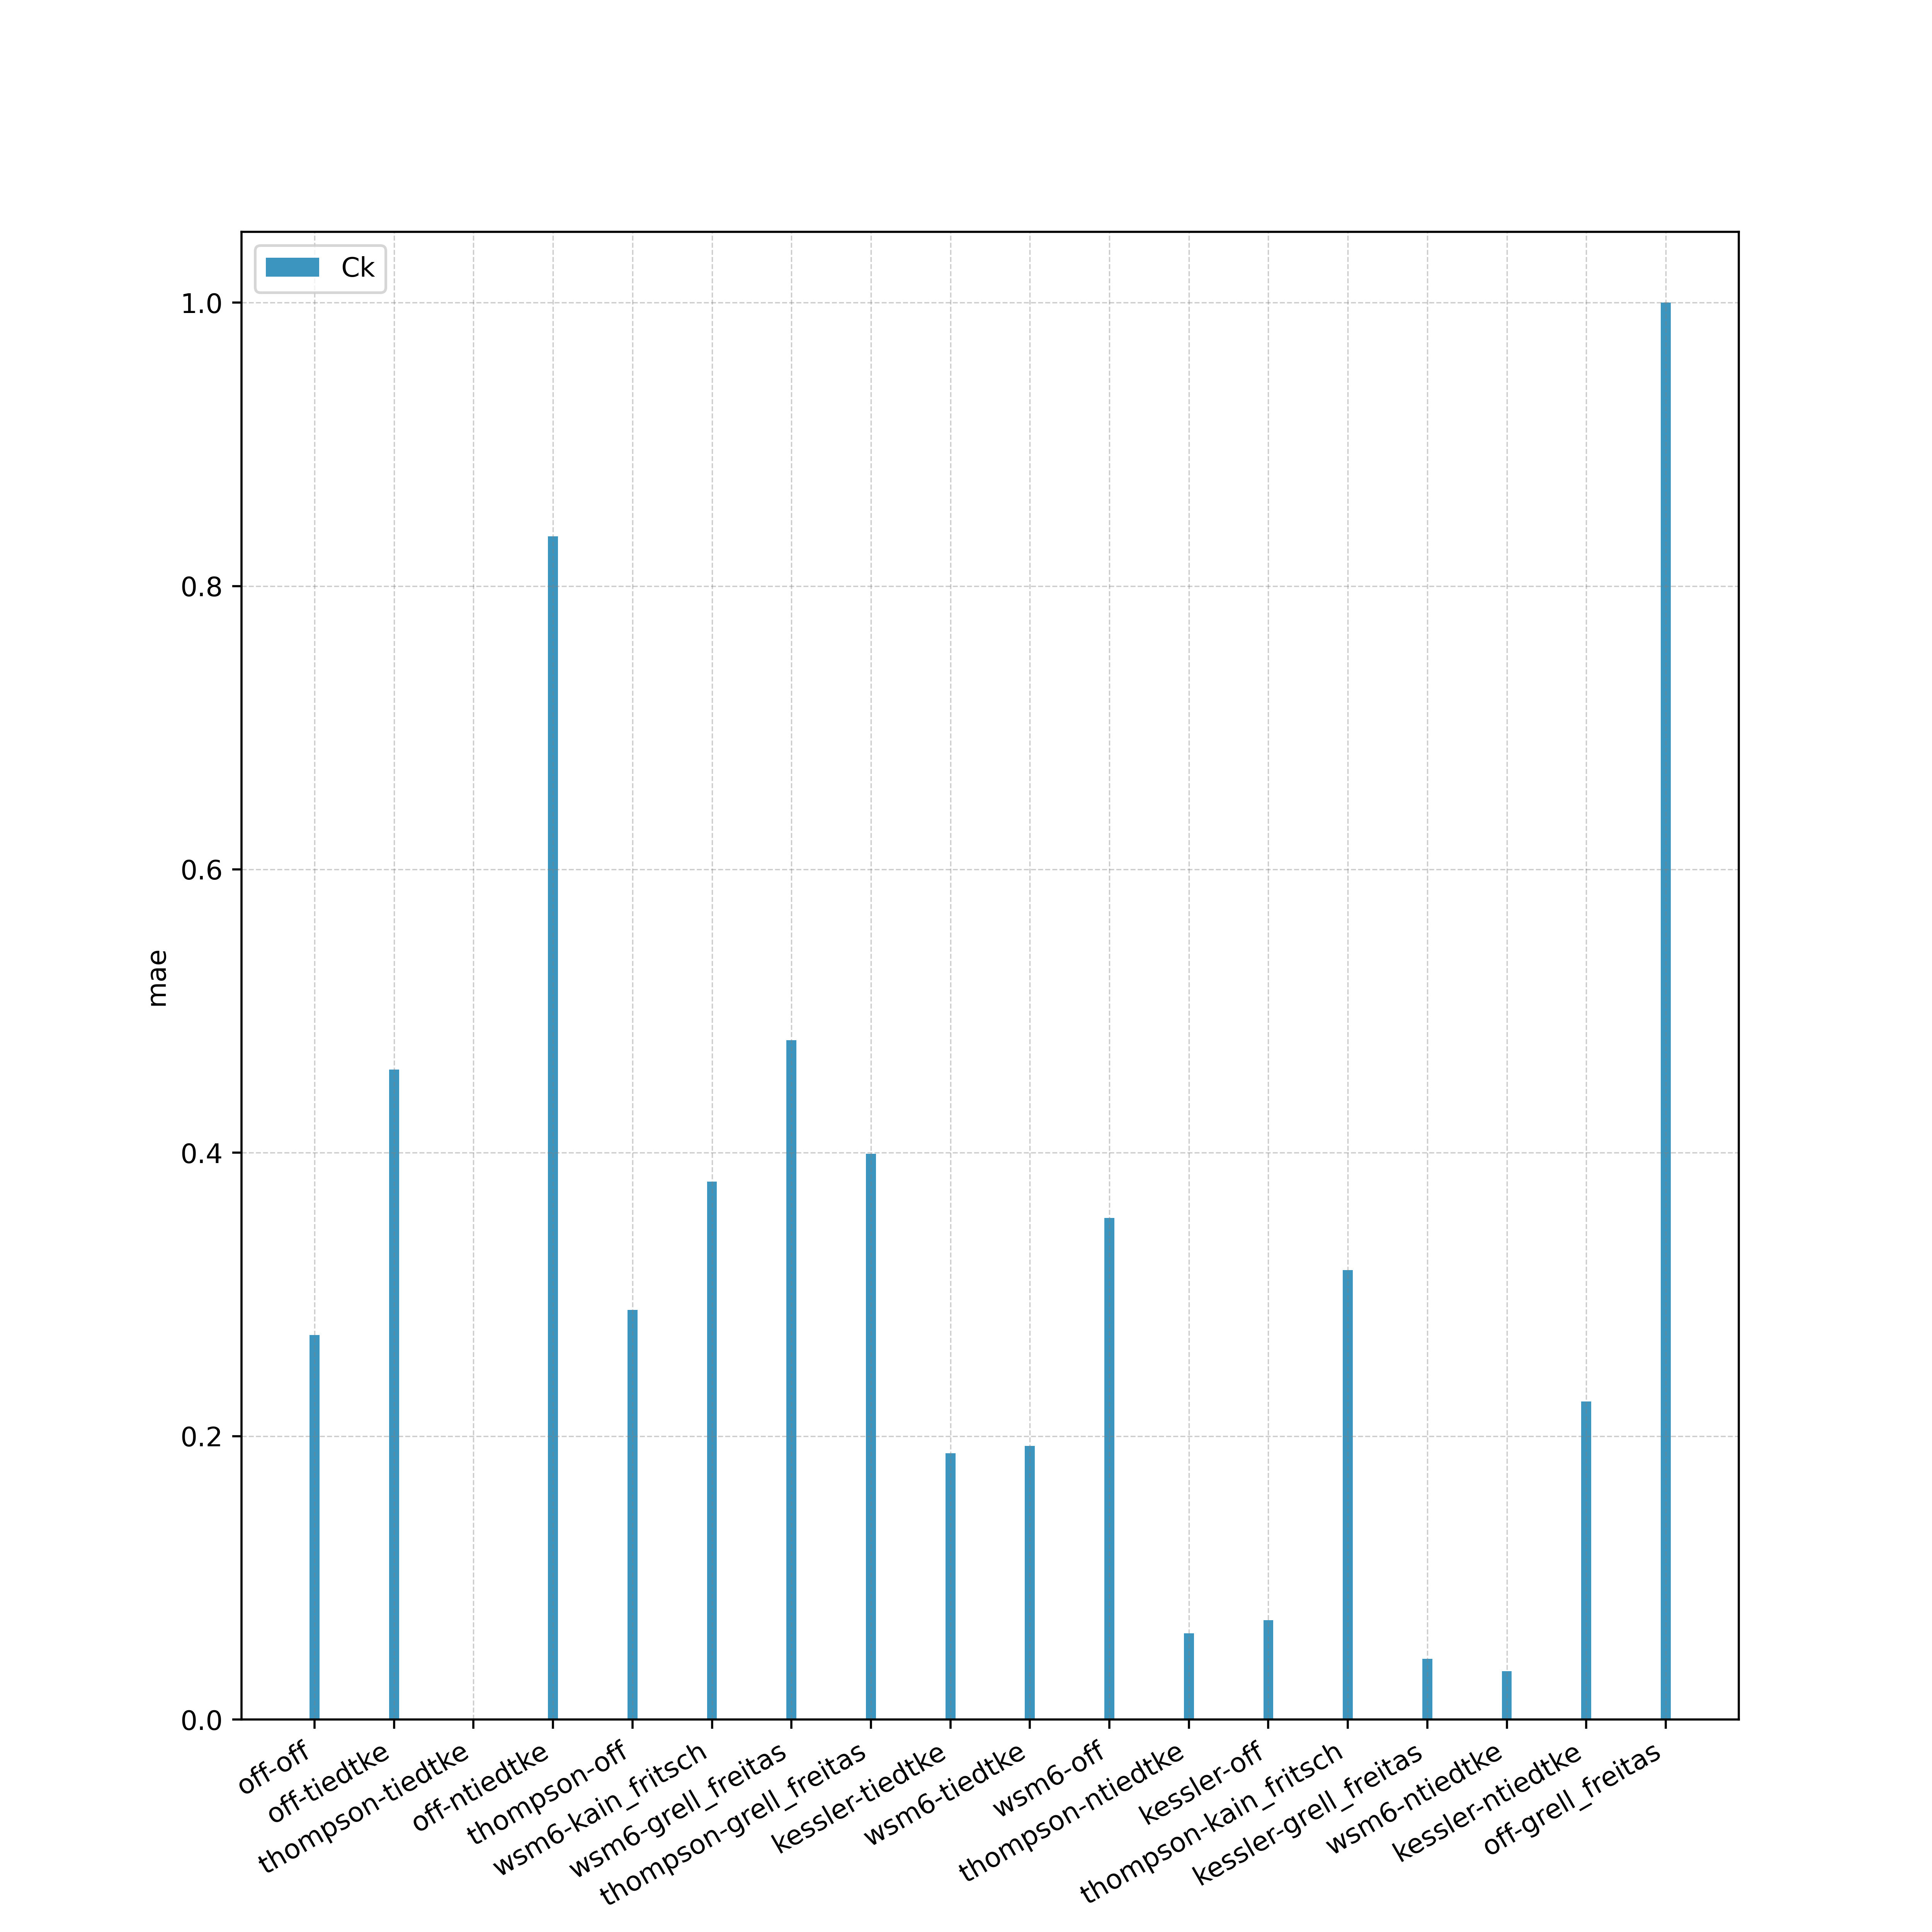 Ck
1.0
0.8
0.6
0.4
0.2
0.0
mae
off-off
off-tiedtke
thompson-tiedtke
off-ntiedtke
thompson-off
wsm6-kain_fritsch
wsm6-grell_freitas
thompson-grell_freitas
kessler-tiedtke
wsm6-tiedtke
wsm6-off
thompson-ntiedtke
kessler-off
thompson-kain_fritsch
kessler-grell_freitas
wsm6-ntiedtke
kessler-ntiedtke
off-grell_freitas